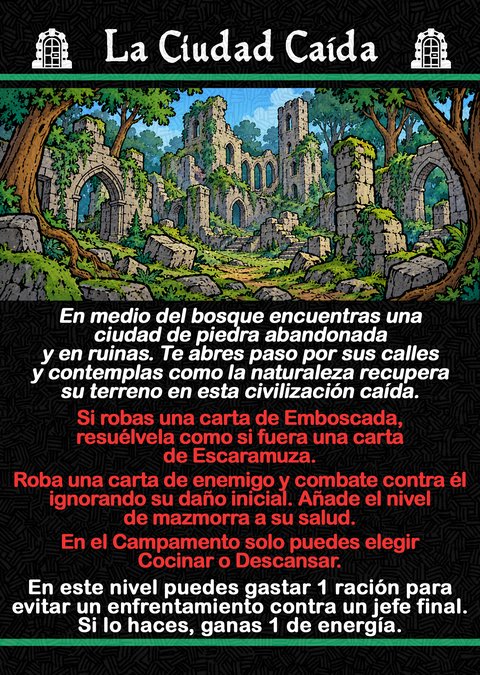 La Ciudad Caída
En medio del bosque encuentras una
ciudad de piedra abandonada
y en ruinas. Te abres paso por sus calles
y contemplas como la naturaleza recupera
su terreno en esta civilización caída.
Si robas una carta de Emboscada,
resuélvela como si fuera una carta
de Escaramuza.
Roba una carta de enemigo y combate contra él
ignorando su daño inicial. Añade el nivel
de mazmorra a su salud.
En el Campamento solo puedes elegir
Cocinar o Descansar.
En este nivel puedes gastar 1 ración para
evitar un enfrentamiento contra un jefe final.
Si lo haces, ganas 1 de energía.